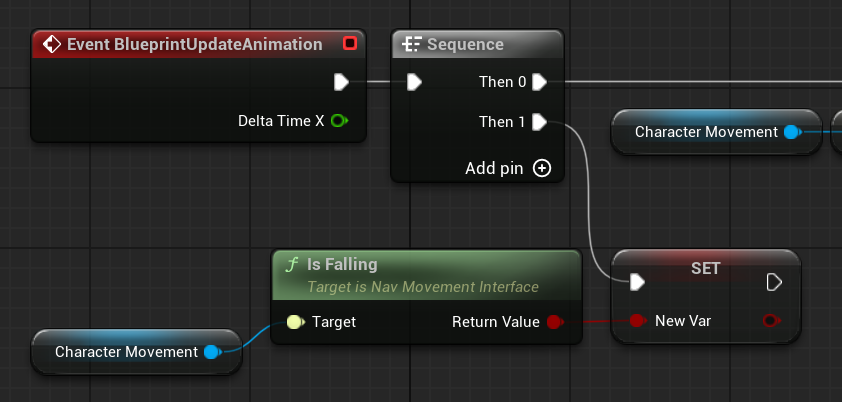 Event BlueprintUpdateAnimation
Delta Time X
Sequence
Then 0
Then 1
Add pin
Character Movement
f Is Falling
Target is Nav Movement Interface
Target
Return Value
SET
New Var
Character Movement